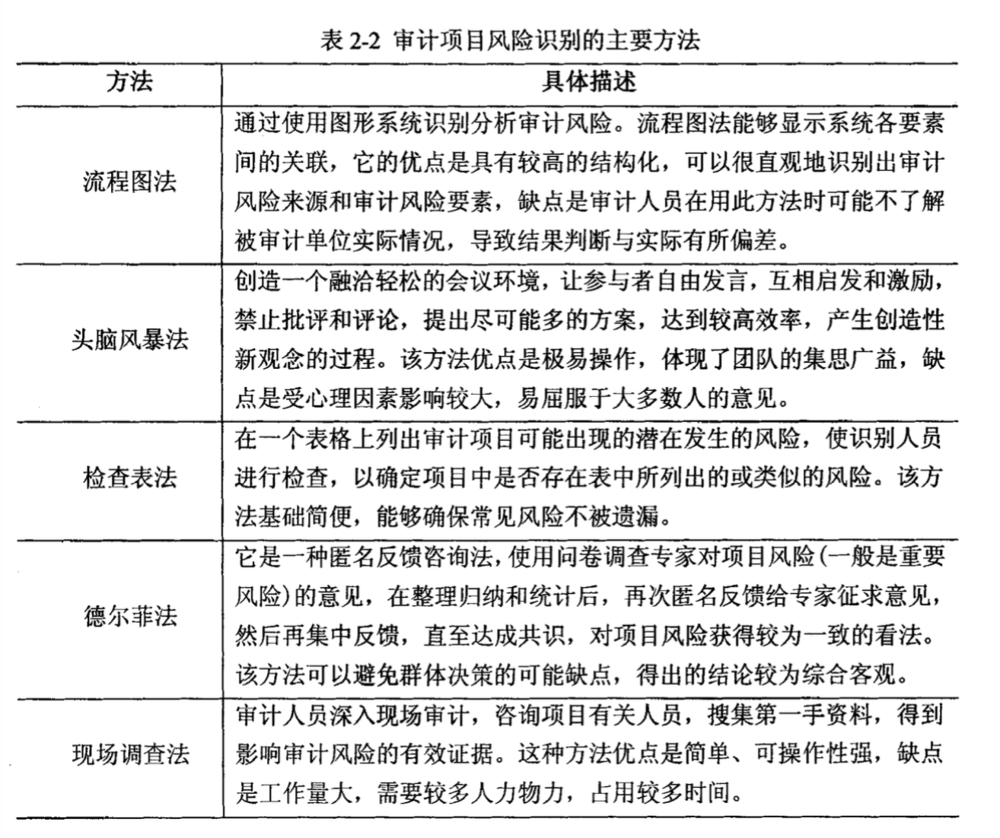 表 2-2 审计项目风险识别的主要方法
方法
具体描述
流程图法
通过使用图形系统识别分析审计风险。流程图法能够显示系统各要素
间的关联，它的优点是具有较高的结构化，可以很直观地识别出审计
风险来源和审计风险要素，缺点是审计人员在用此方法时可能不了解
被审计单位实际情况，导致结果判断与实际有所偏差。
头脑风暴法
创造一个融洽轻松的会议环境，让参与者自由发言，互相启发和激励，
禁止批评和评论，提出尽可能多的方案，达到较高效率，产生创造性
新观念的过程。该方法优点是极易操作，体现了团队的集思广益，缺
点是受心理因素影响较大，易屈服于大多数人的意见。
检查表法
在一个表格上列出审计项目可能出现的潜在发生的风险，使识别人员
进行检查，以确定项目中是否存在表中所列出的或类似的风险。该方
法基础简便，能够确保常见风险不被遗漏。
德尔菲法
它是一种匿名反馈咨询法，使用问卷调查专家对项目风险(一般是重要
风险)的意见，在整理归纳和统计后，再次匿名反馈给专家征求意见，
然后再集中反馈，直至达成共识，对项目风险获得较为一致的看法。
该方法可以避免群体决策的可能缺点，得出的结论较为综合客观。
现场调查法
审计人员深入现场审计，咨询项目有关人员，搜集第一手资料，得到
影响审计风险的有效证据。这种方法优点是简单、可操作性强，缺点
是工作量大，需要较多人力物力，占用较多时间。